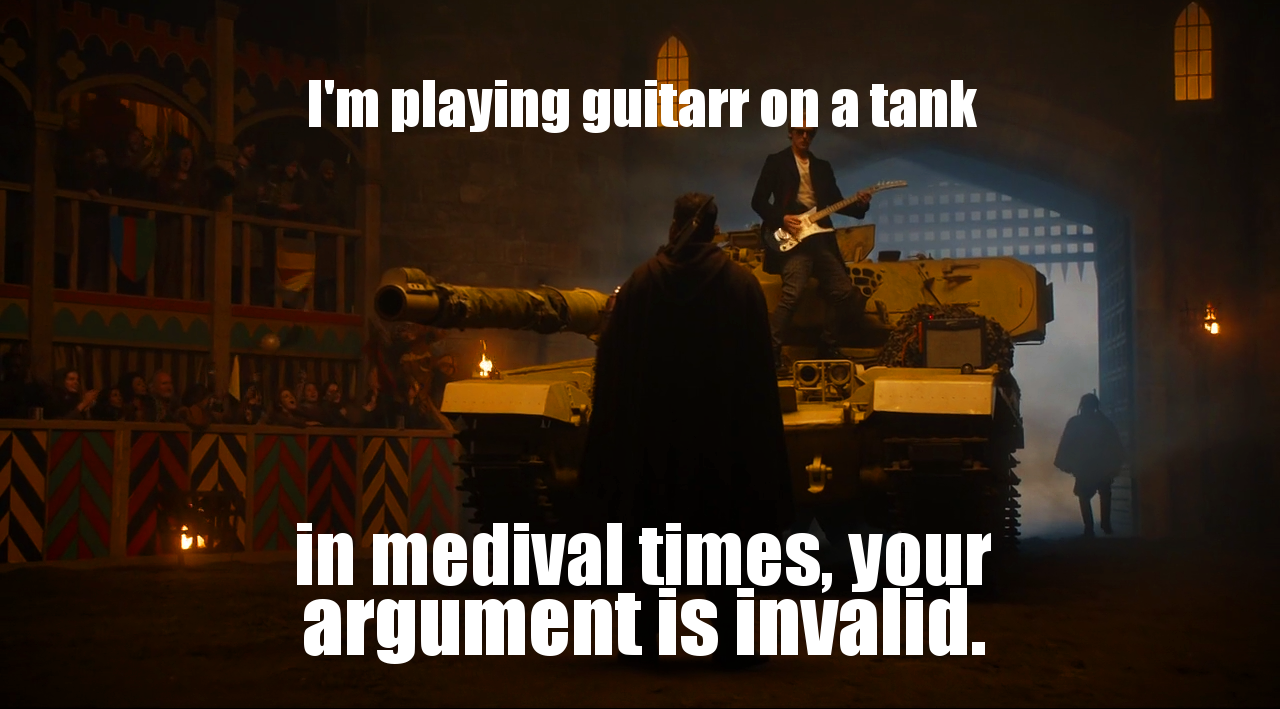 I'm playing guitarr on a tank
in medival times, your
argument is invalid.